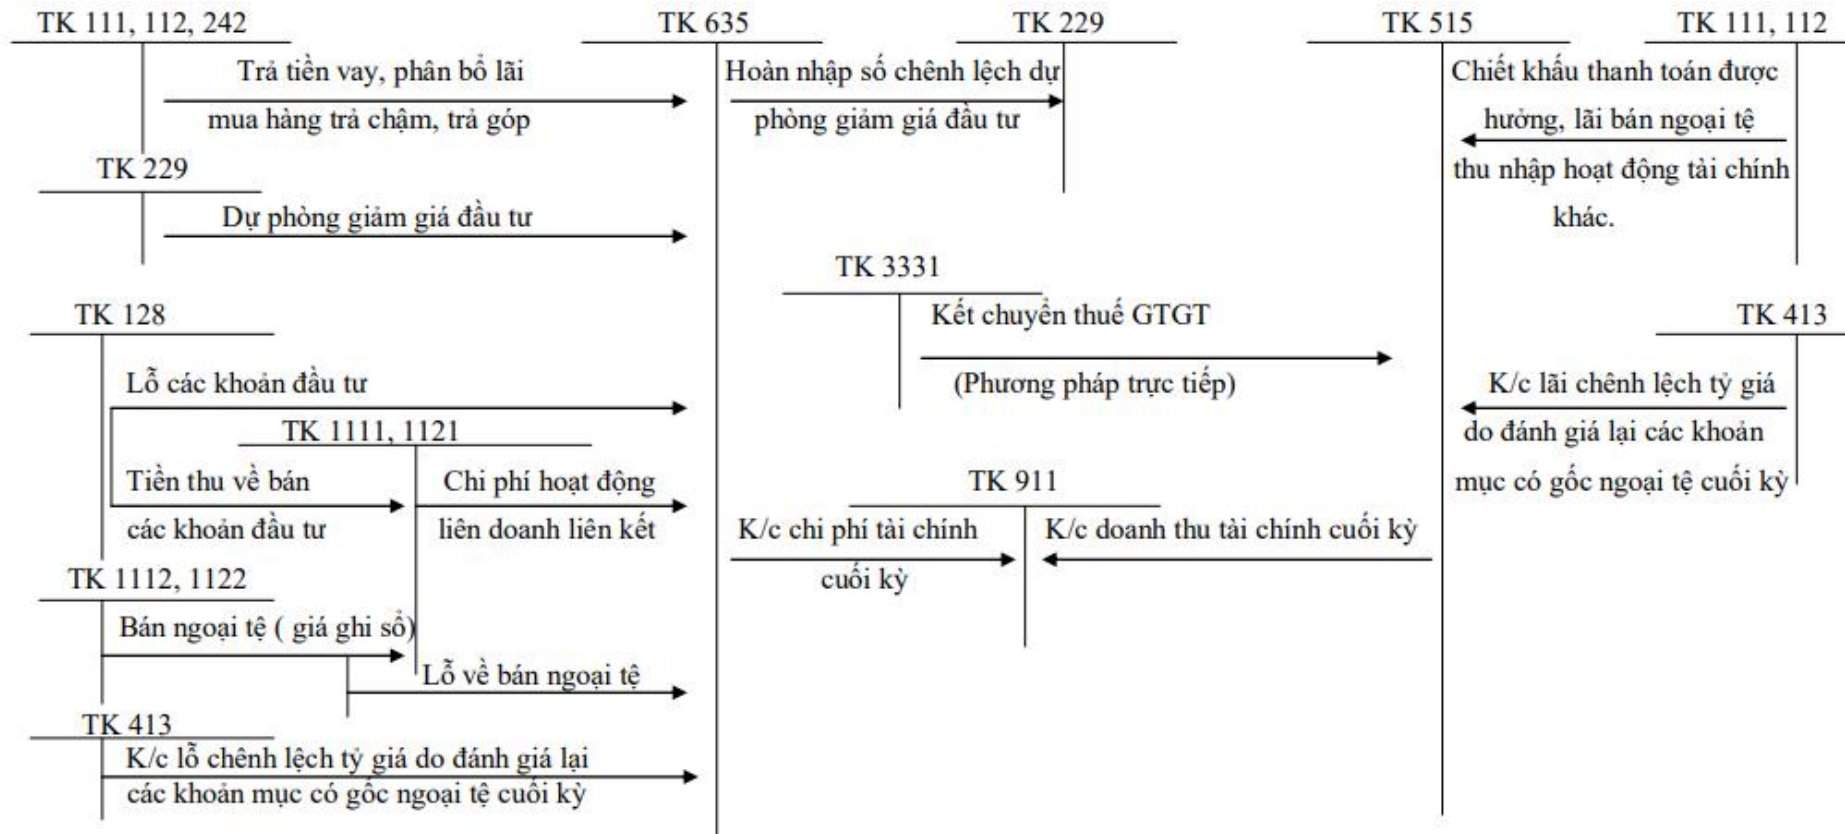 TK 111, 112, 242
TK 635
TK 229
TK 515
TK 111, 112
Trả tiền vay, phân bổ lãi
mua hàng trả chậm, trả góp
Hoàn nhập số chênh lệch dự
phòng giảm giá đầu tư
Chiết khấu thanh toán được
hưởng, lãi bán ngoại tệ
thu nhập hoạt động tài chính
khác.
TK 229
Dự phòng giảm giá đầu tư
TK 3331
Kết chuyển thuế GTGT
(Phương pháp trực tiếp)
TK 128
TK 413
Lỗ các khoản đầu tư
K/c lãi chênh lệch tỷ giá
do đánh giá lại các khoản
mục có gốc ngoại tệ cuối kỳ
TK 1111, 1121
Tiền thu về bán
các khoản đầu tư
Chi phí hoạt động
liên doanh liên kết
TK 911
K/c chi phí tài chính
cuối kỳ
K/c doanh thu tài chính cuối kỳ
TK 1112, 1122
Bán ngoại tệ ( giá ghi sổ)
Lỗ về bán ngoại tệ
TK 413
K/c lỗ chênh lệch tỷ giá do đánh giá lại
các khoản mục có gốc ngoại tệ cuối kỳ